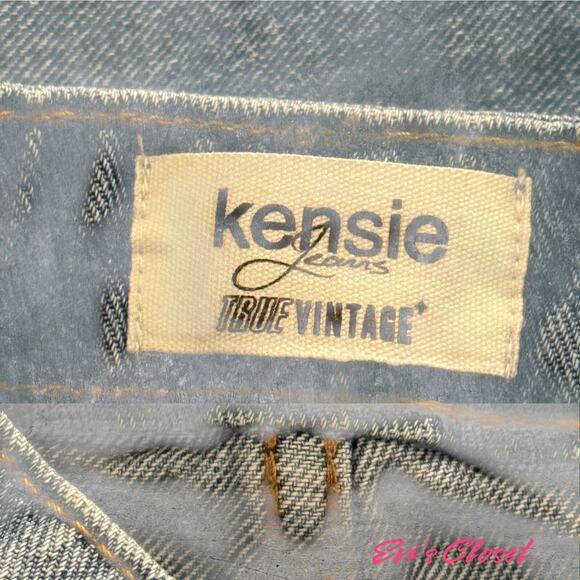 kensie
Jeans
TRUE VINTAGE
Evi's Closet